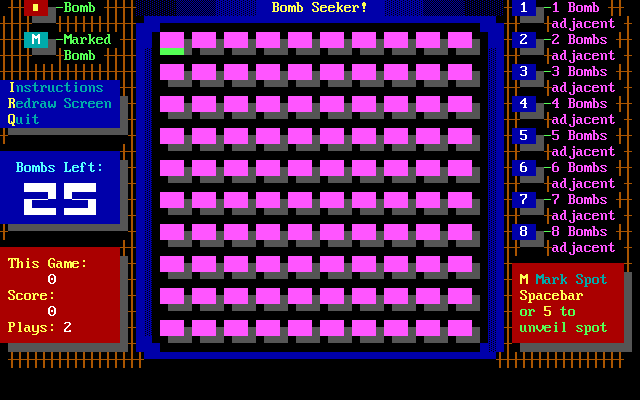 -Bomb
M -Marked
Bomb
Instructions
Redraw Screen
Quit
Bombs Left:
25
This Game:
0
Score:
0
Plays: 2
Bomb Seeker!
1 -1 Bomb
adjacent
2 -2 Bombs
adjacent
3 -3 Bombs
adjacent
4 -4 Bombs
adjacent
5 -5 Bombs
adjacent
6 -6 Bombs
adjacent
7 -7 Bombs
adjacent
8 -8 Bombs
adjacent
M Mark Spot
Spacebar
or 5 to
unveil spot